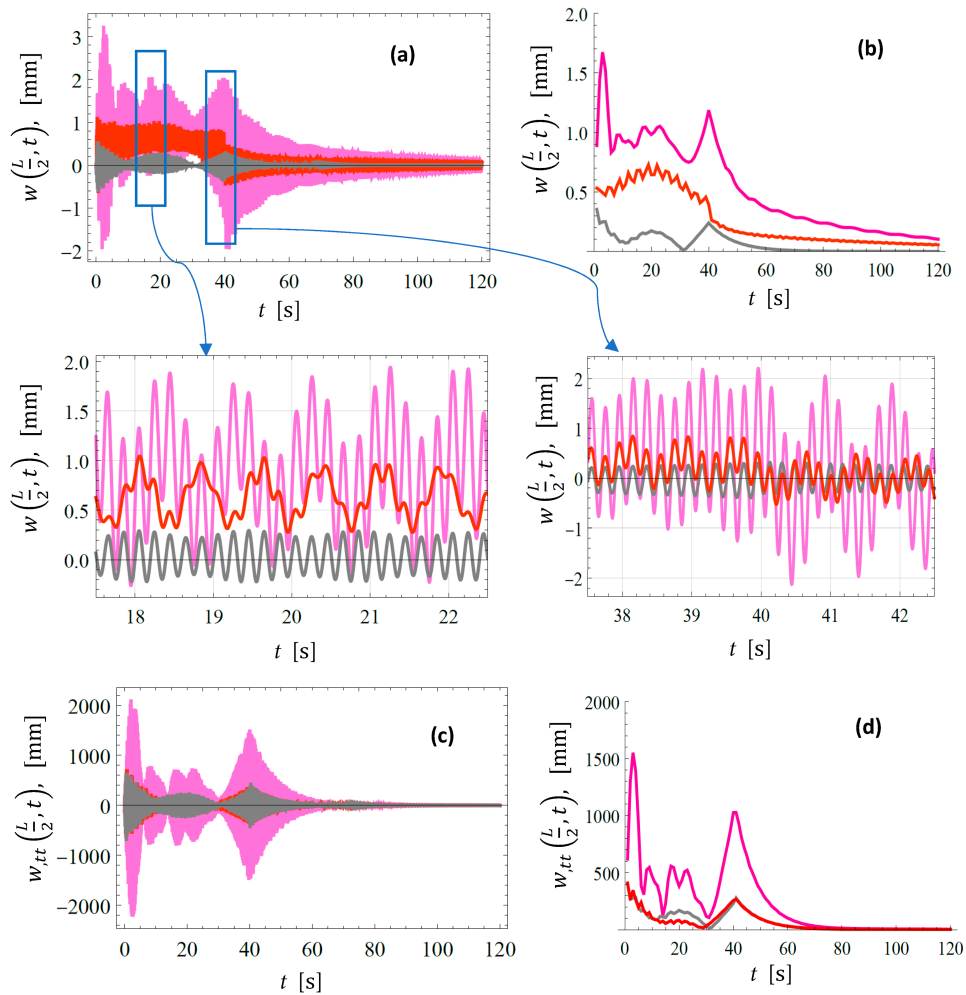 (a)
w(L/2, t), [mm]
3
2
1
0
−1
−2
0 20 40 60 80 100 120
t [s]
(b)
w(L/2, t), [mm]
2.0
1.5
1.0
0.5
0 20 40 60 80 100 120
t [s]
w(L/2, t), [mm]
2.0
1.5
1.0
0.5
0.0
18 19 20 21 22
t [s]
w(L/2, t), [mm]
2
1
0
−1
−2
38 39 40 41 42
t [s]
(c)
w,tt(L/2, t), [mm]
2000
1000
0
−1000
−2000
0 20 40 60 80 100 120
t [s]
(d)
w,tt(L/2, t), [mm]
2000
1500
1000
500
0 20 40 60 80 100 120
t [s]